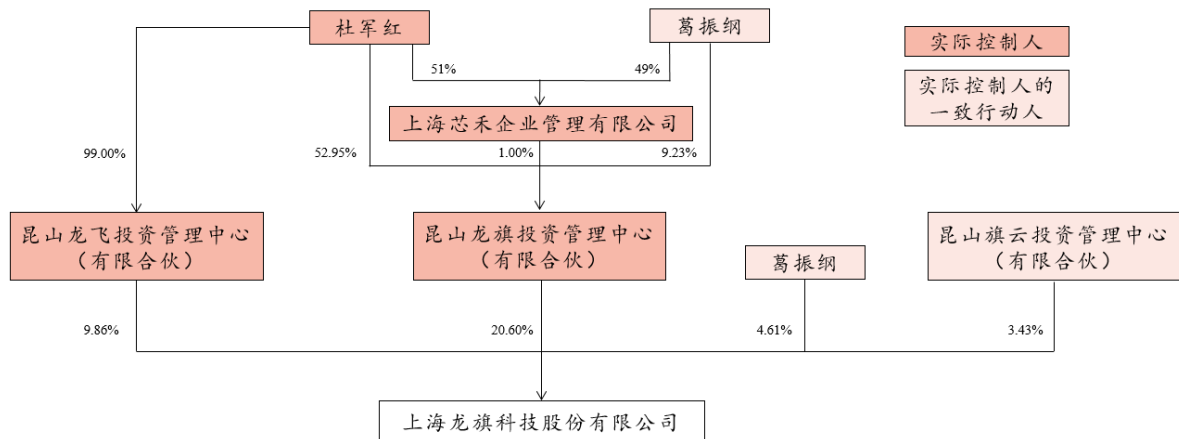 杜军红
葛振纲
实际控制人
51%
49%
实际控制人的
一致行动人
上海芯禾企业管理有限公司
99.00%
52.95%
1.00%
9.23%
昆山龙飞投资管理中心
（有限合伙）
昆山龙旗投资管理中心
（有限合伙）
葛振纲
昆山旗云投资管理中心
（有限合伙）
9.86%
20.60%
4.61%
3.43%
上海龙旗科技股份有限公司